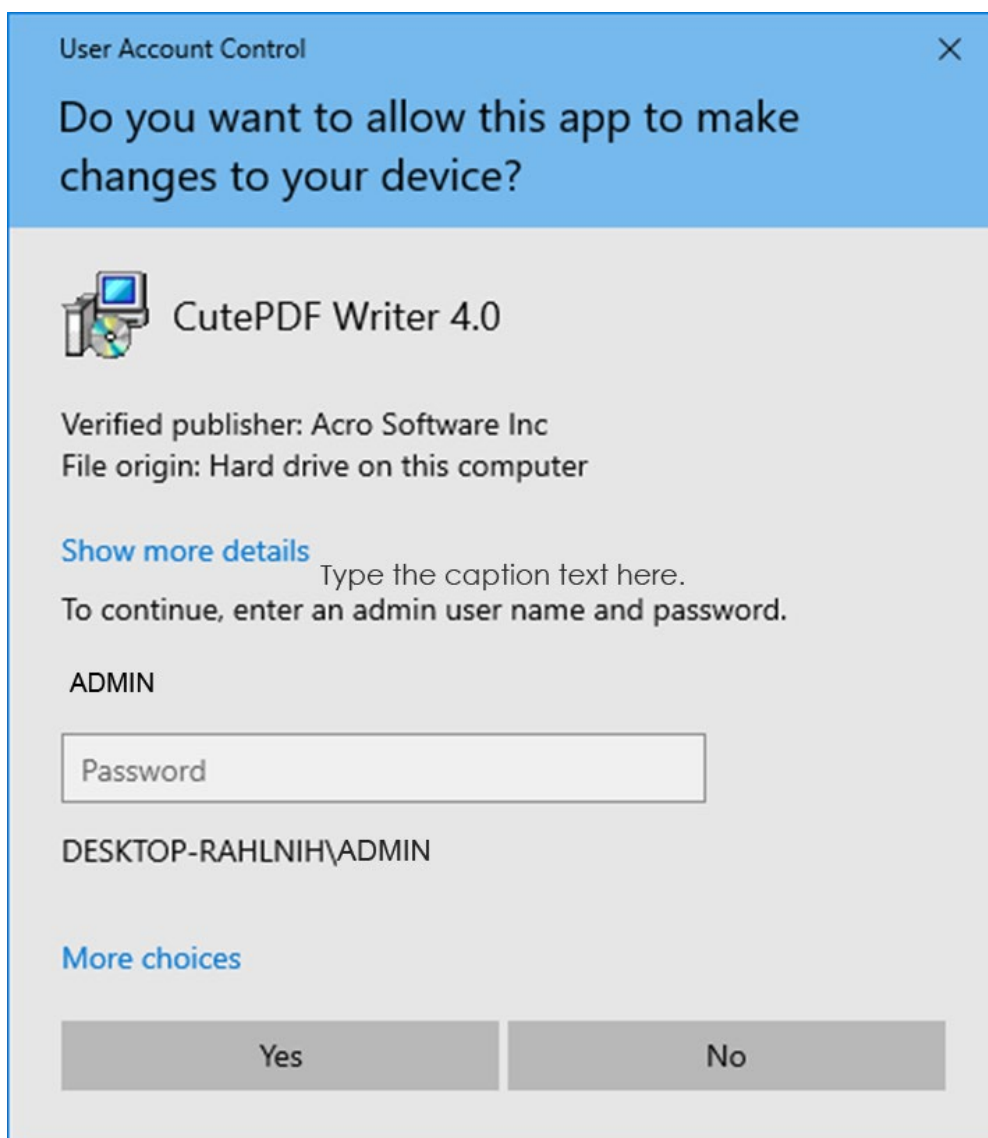 User Account Control
Do you want to allow this app to make
changes to your device?
CutePDF Writer 4.0
Verified publisher: Acro Software Inc
File origin: Hard drive on this computer
Show more details
Type the caption text here.
To continue, enter an admin user name and password.
ADMIN
Password
DESKTOP-RAHLNIH\ADMIN
More choices
Yes
No